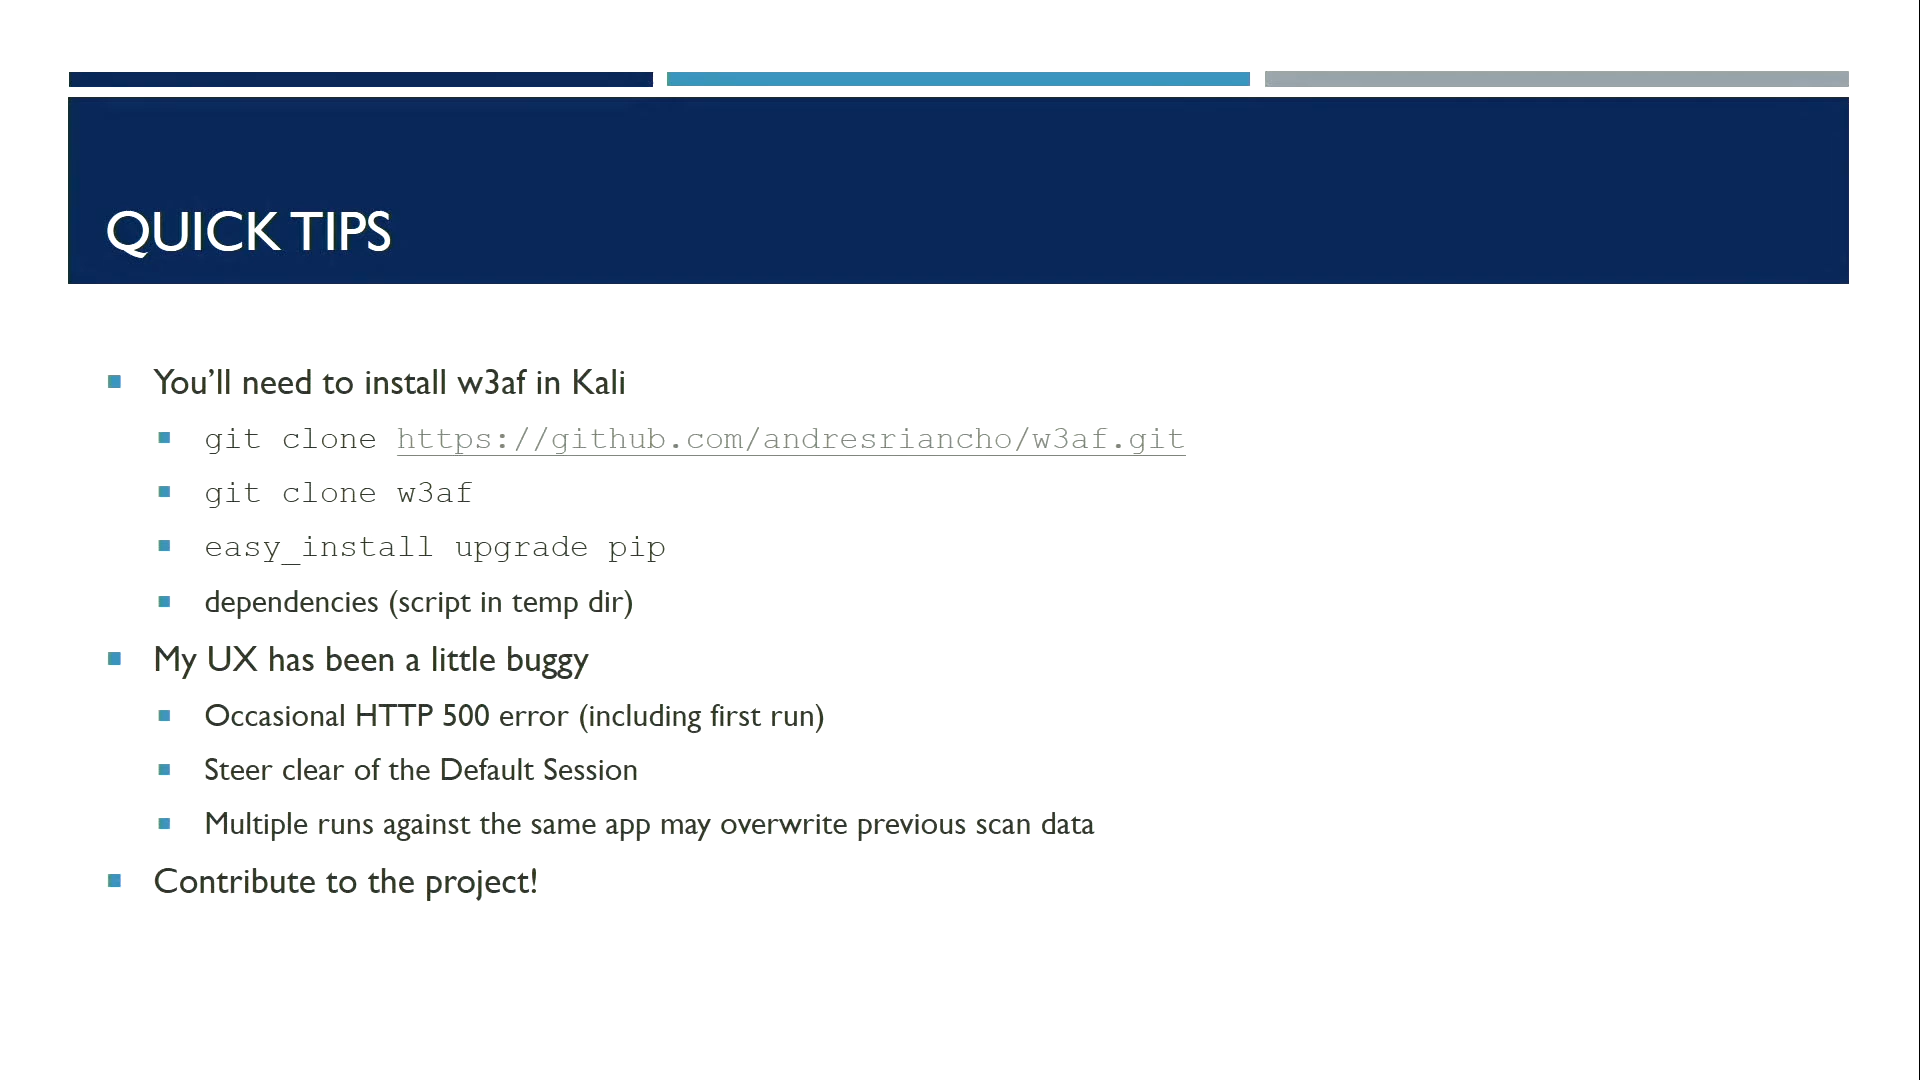 QUICK TIPS
You’ll need to install w3af in Kali
git clone https://github.com/andresriancho/w3af.git
git clone w3af
easy_install upgrade pip
dependencies (script in temp dir)
My UX has been a little buggy
Occasional HTTP 500 error (including first run)
Steer clear of the Default Session
Multiple runs against the same app may overwrite previous scan data
Contribute to the project!